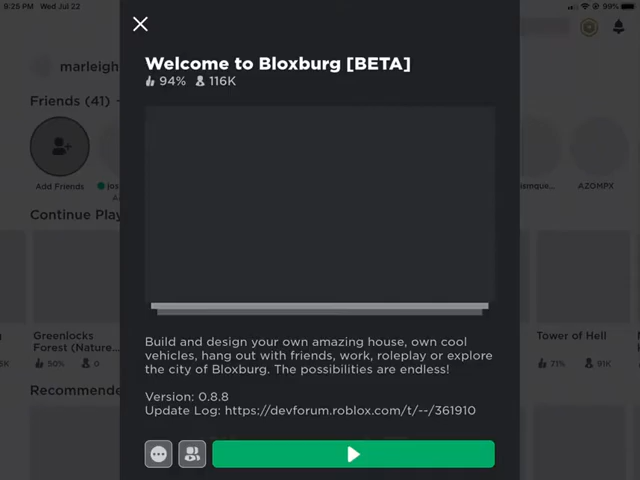 9:25 PM Wed Jul 22
99%
Welcome to Bloxburg [BETA]
94% 116K
marleigh
Friends (41)
Add Friends
AZOMPX
Continue Play
Greenlocks
Forest (Nature...
50% 0
Tower of Hell
71% 91K
Build and design your own amazing house, own cool
vehicles, hang out with friends, work, roleplay or explore
the city of Bloxburg. The possibilities are endless!
Version: 0.8.8
Update Log: https://devforum.roblox.com/t/--/361910
Recommende